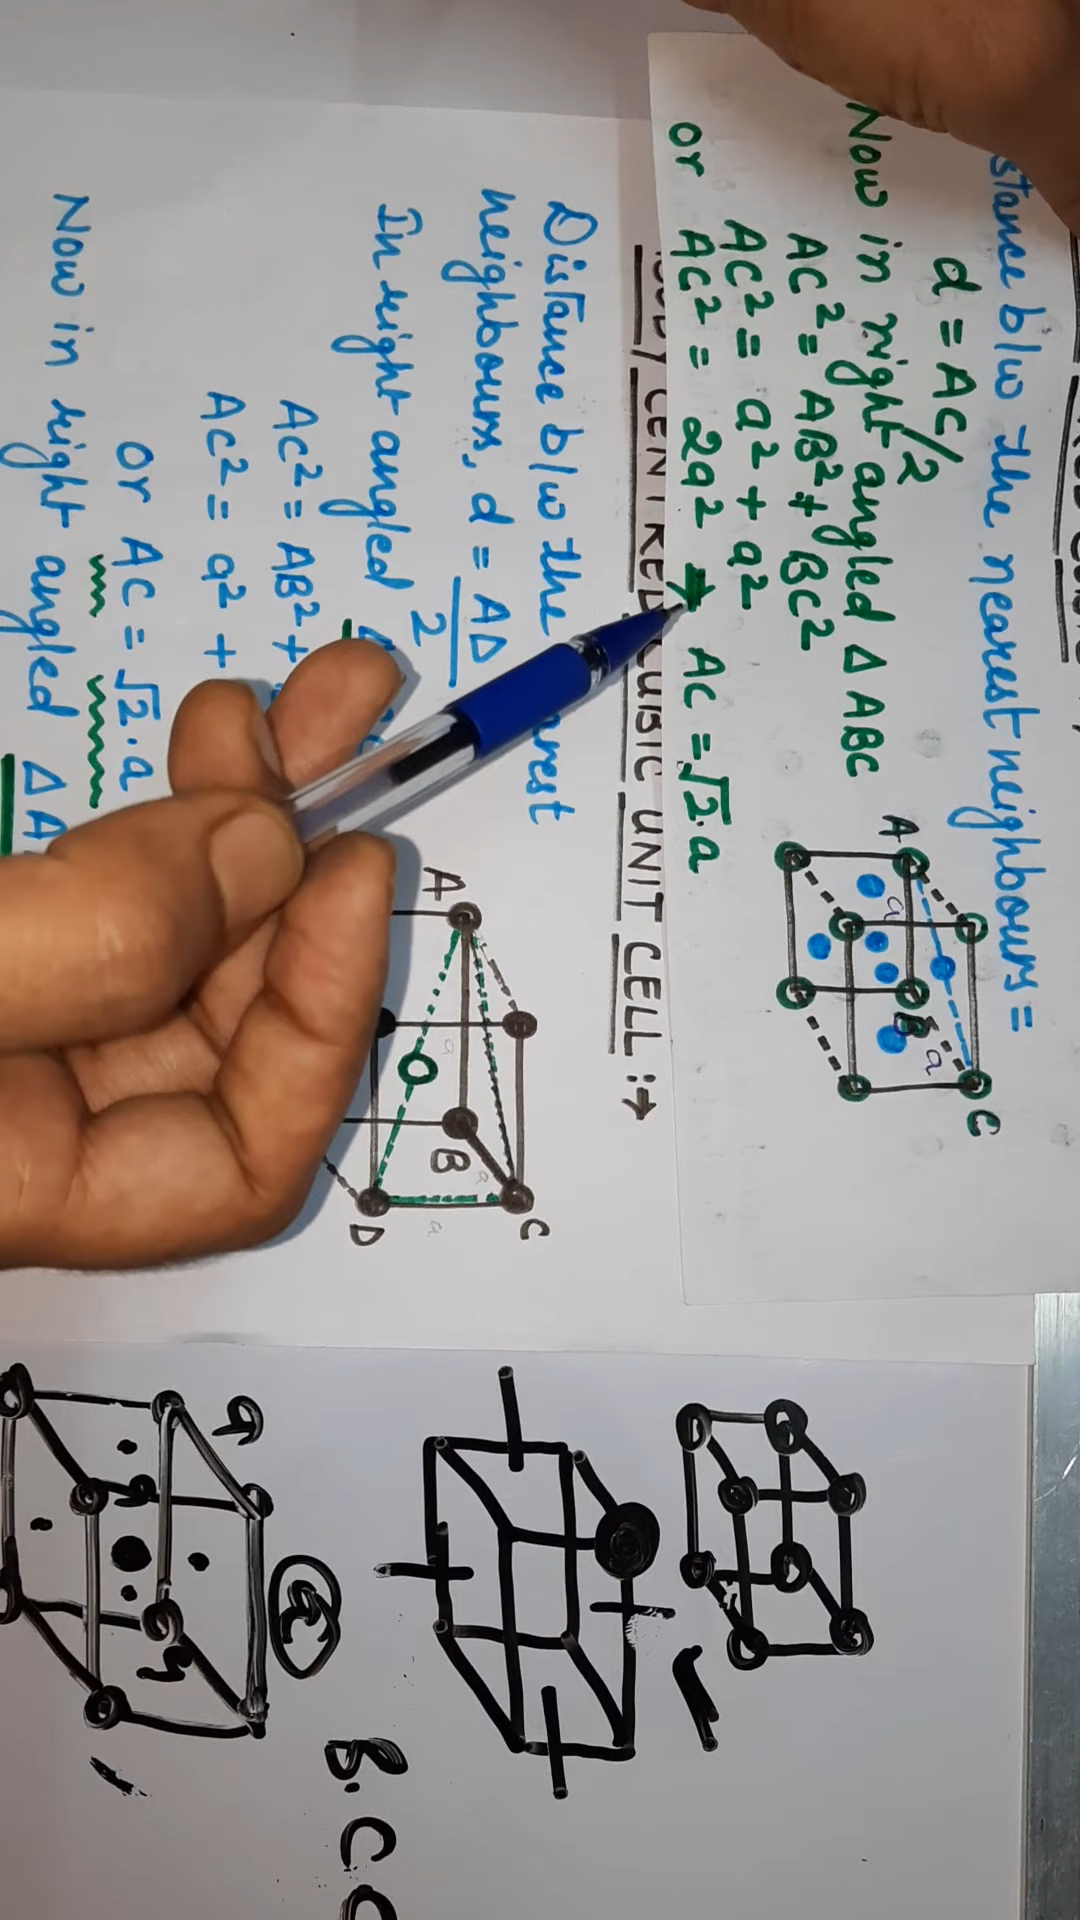 the nearest neighbours =
d = AC/2
Now in right angled Δ ABC
AC² = AB² + BC²
AC² = a² + a²
or AC² = 2a² ⇒ AC = √2.a
A
B
C
a
a
CENTRED CUBIC UNIT CELL :→
Distance b/w the
neighbours, d = AD/2
In right angled
AC² = AB² +
AC² = a² +
or AC = √2.a
Now in right angled Δ A
A
B
C
D
a
a
a
B.C